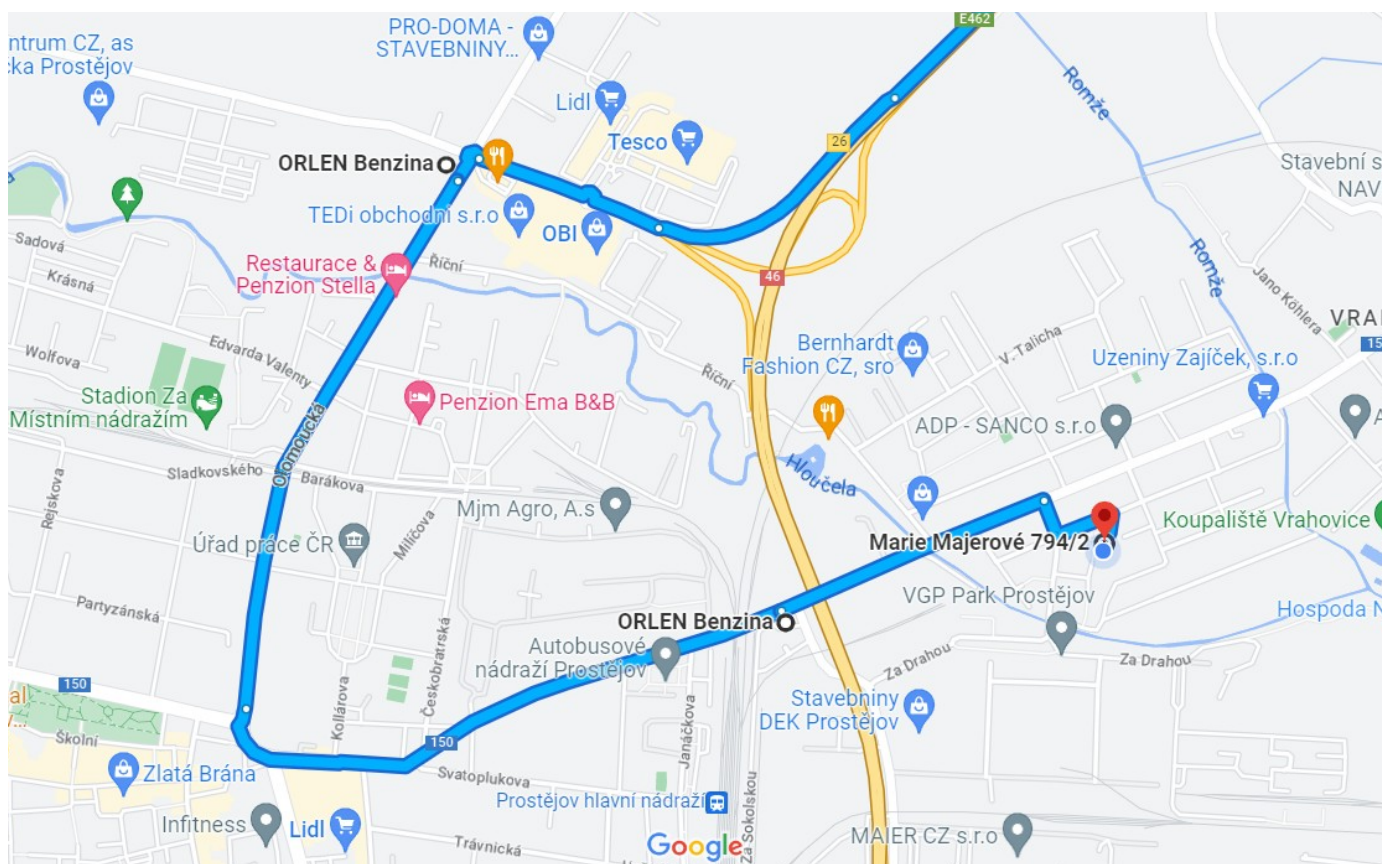 E462
PRO-DOMA -
STAVEBNINY...
ntrum CZ, as
cka Prostějov
Lidl
Romže
Tesco
26
ORLEN Benzina
Stavební s
NAV
TEDi obchodní s.r.o
OBI
Sadová
Říční
Restaurace &
Penzion Stella
Krásná
46
Romže
Jano Köhlera
VRAI
Bernhardt
Fashion CZ, sro
V. Talicha
15
Uzeniny Zajíček, s.r.o
Wolfova
Edvarda Valenty
Říční
Stadion Za
Místním nádražím
Penzion Ema B&B
ADP - SANCO s.r.o
A
Olomoucká
Sladkovského
Barákova
Hloučela
Rejskova
Mjm Agro, A.s
Miličova
Úřad práce ČR
Koupaliště Vrahovice
Marie Majerové 794/2
VGP Park Prostějov
Partyzánská
ORLEN Benzina
Hospoda N
Českobratrská
Autobusové
nádraží Prostějov
Za Drahou
Za Drahou
150
al
Kollárova
Stavebniny
DEK Prostějov
Školní
150
Janáčkova
Zlatá Brána
Svatoplukova
Prostějov hlavní nádraží
Za Sokolskou
Infitness
Lidl
Trávnická
Google
MAIER CZ s.r.o